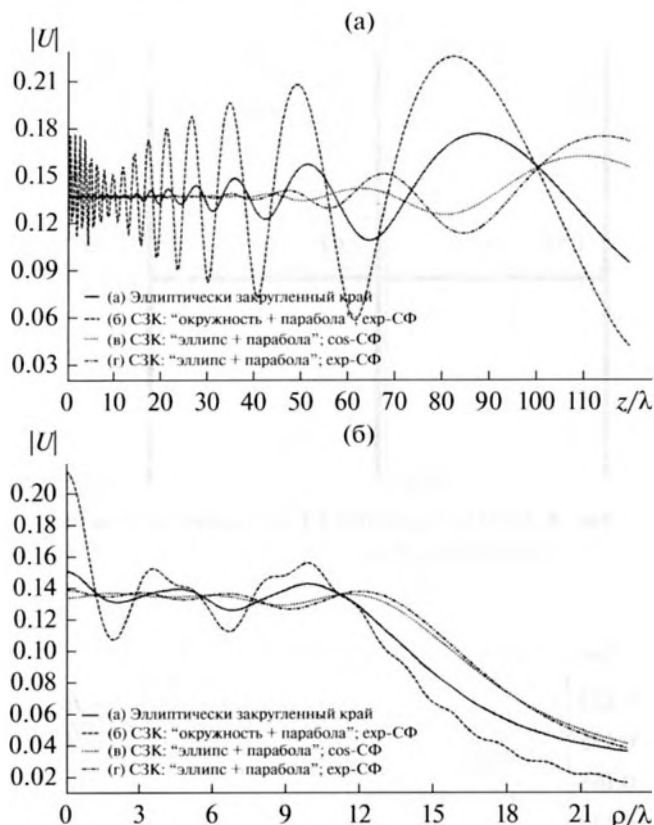 (а)
|U|
0.21
0.18
0.15
0.12
0.09
0.06
0.03
(а) Эллиптически закругленный край
(б) СЗК: “окружность + парабола”; exp-СФ
(в) СЗК: “эллипс + парабола”; cos-СФ
(г) СЗК: “эллипс + парабола”; exp-СФ
0 10 20 30 40 50 60 70 80 90 100 110 z/λ
(б)
|U|
0.20
0.18
0.16
0.14
0.12
0.10
0.08
0.06
0.04
0.02
(а) Эллиптически закругленный край
(б) СЗК: “окружность + парабола”; exp-СФ
(в) СЗК: “эллипс + парабола”; cos-СФ
(г) СЗК: “эллипс + парабола”; exp-СФ
0 3 6 9 12 15 18 21 ρ/λ